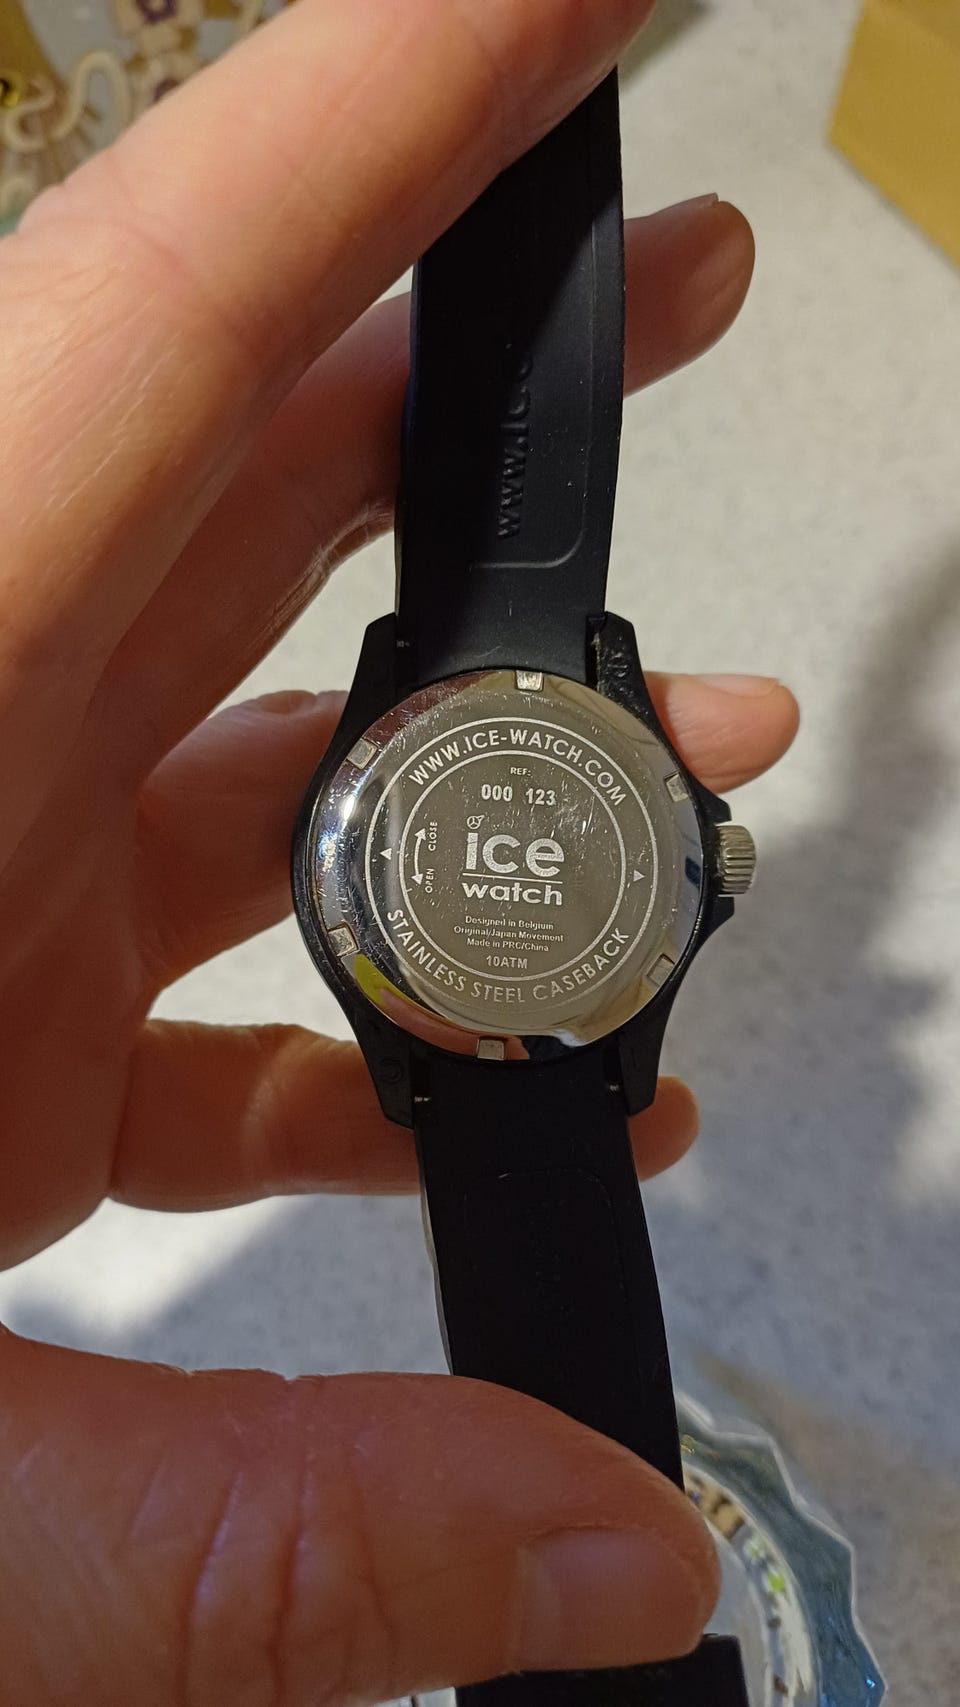 www.ice
WWW.ICE-WATCH.COM
REF:
000 123
ice
watch
OPEN CLOSE
Designed in Belgium
Original/Japan Movement
Made in PRC/China
10ATM
STAINLESS STEEL CASEBACK